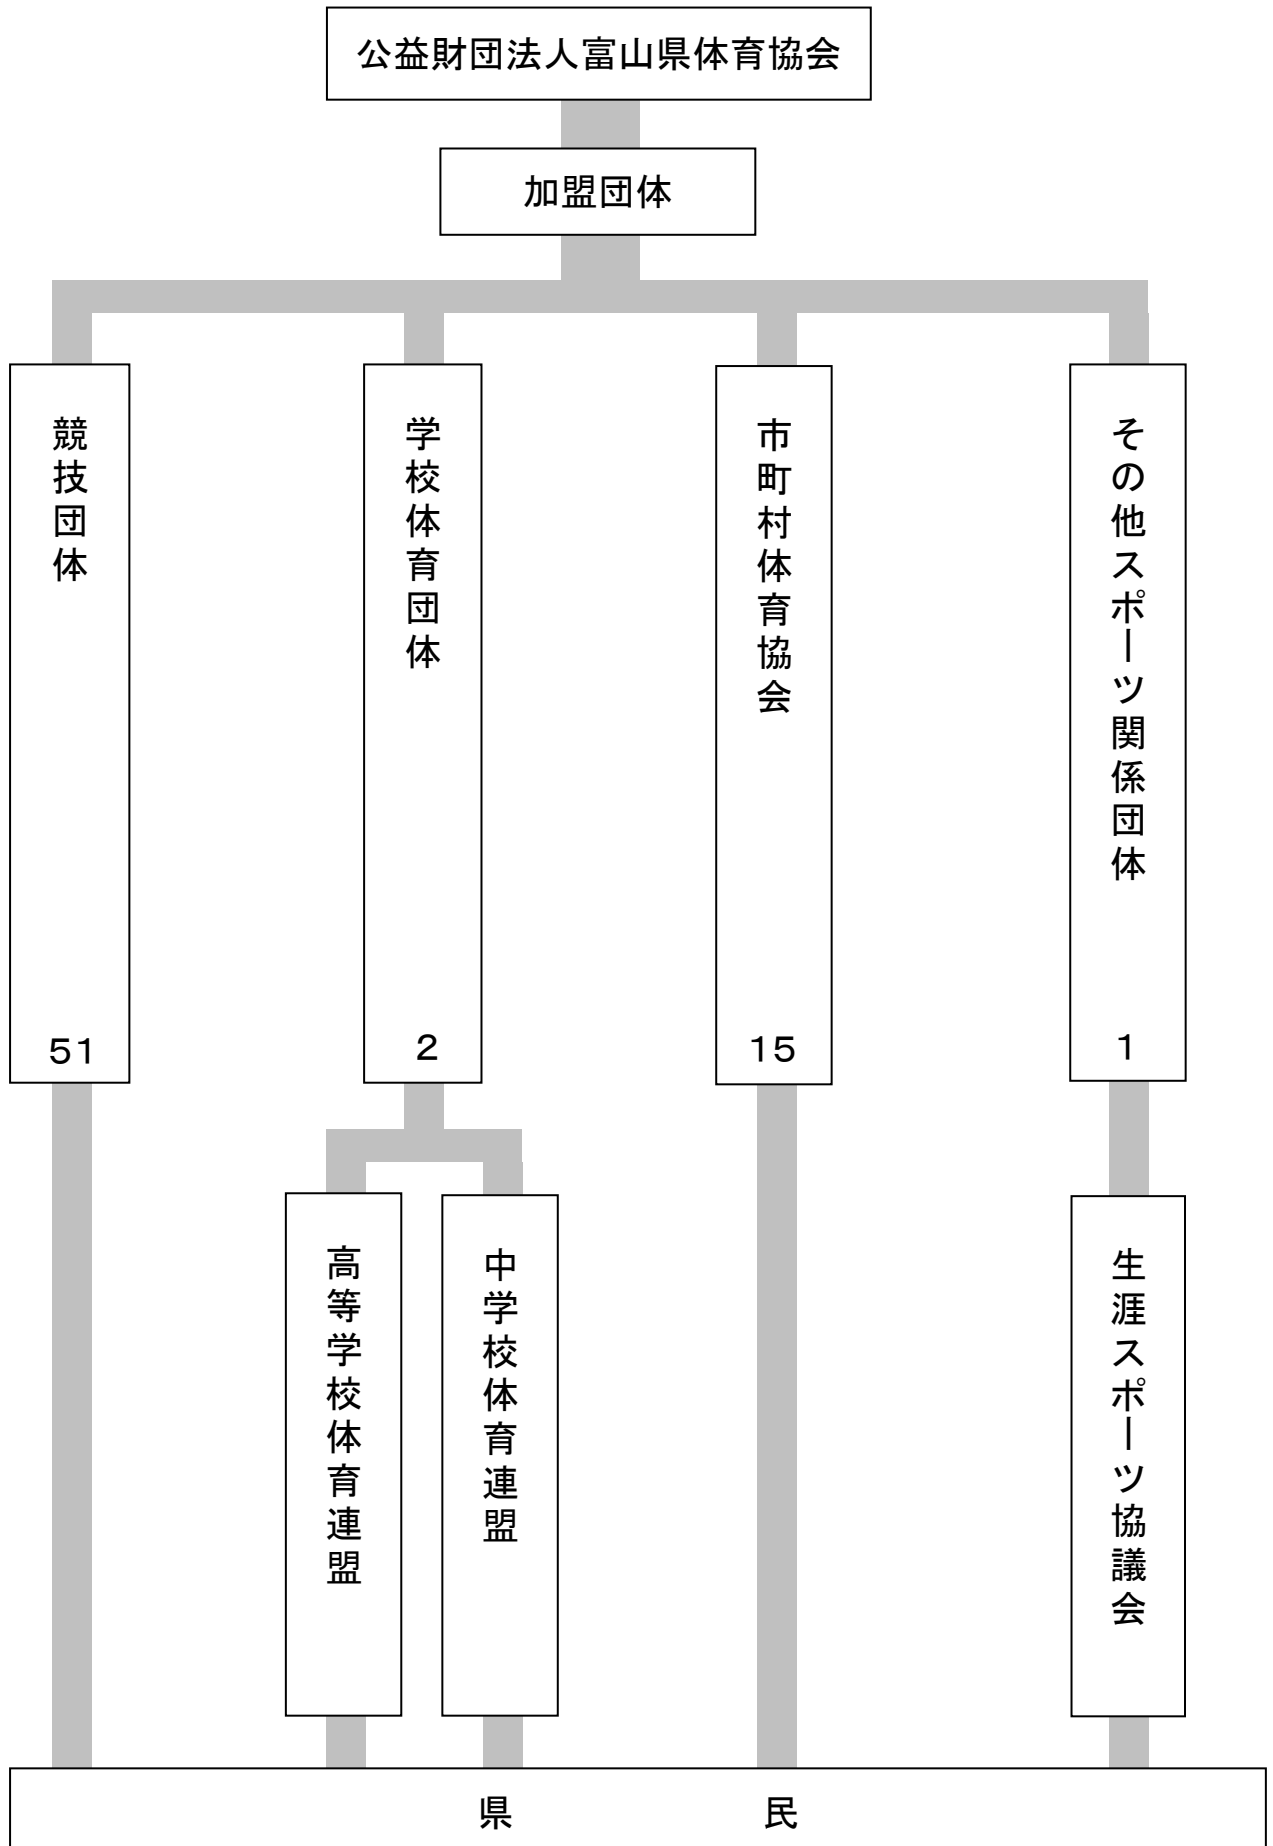 公益財団法人富山県体育協会
加盟団体
競技団体
51
学校体育団体
2
市町村体育協会
15
その他スポーツ関係団体
1
高等学校体育連盟
中学校体育連盟
生涯スポーツ協議会
県　民